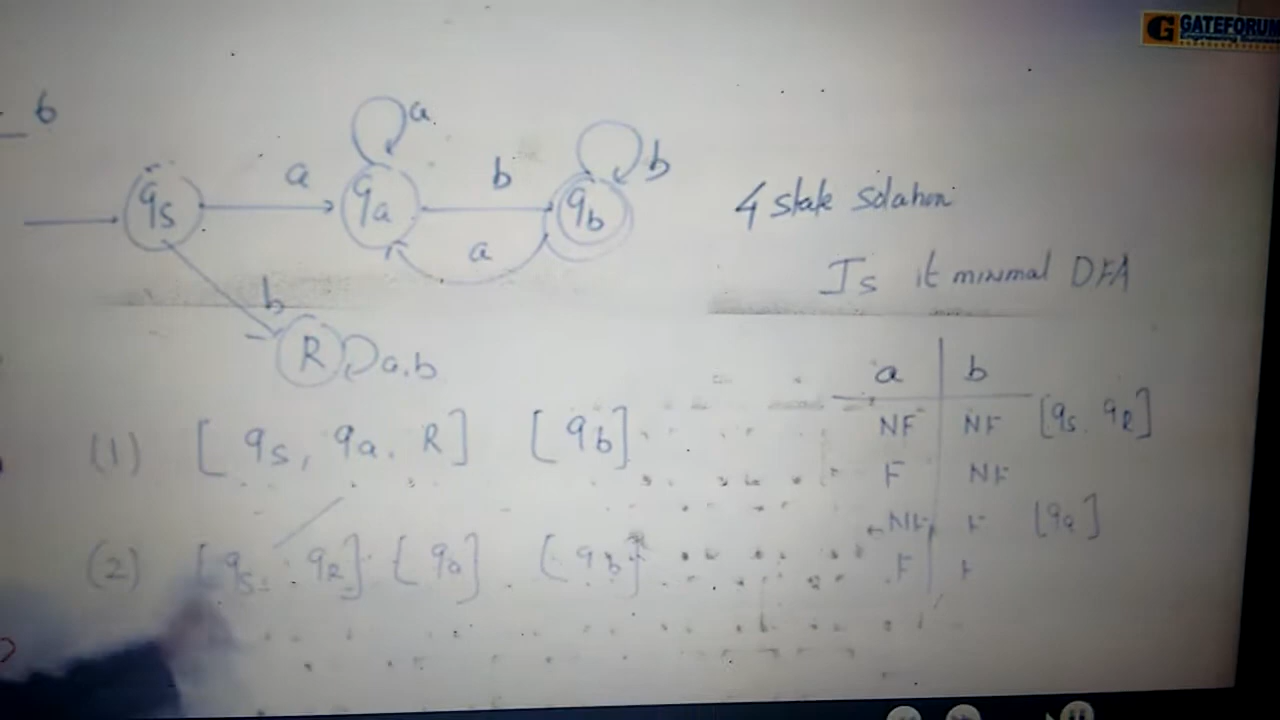 GATEFORUM
b
a
qs a qa b qb b
a
b
R a,b
4 state solution
Is it minimal DFA
a b
NF NF [qs qR]
F NF
NF F [qa]
F F
(1) [qs, qa, R] [qb]
(2) [qs qR] [qa] [qb]